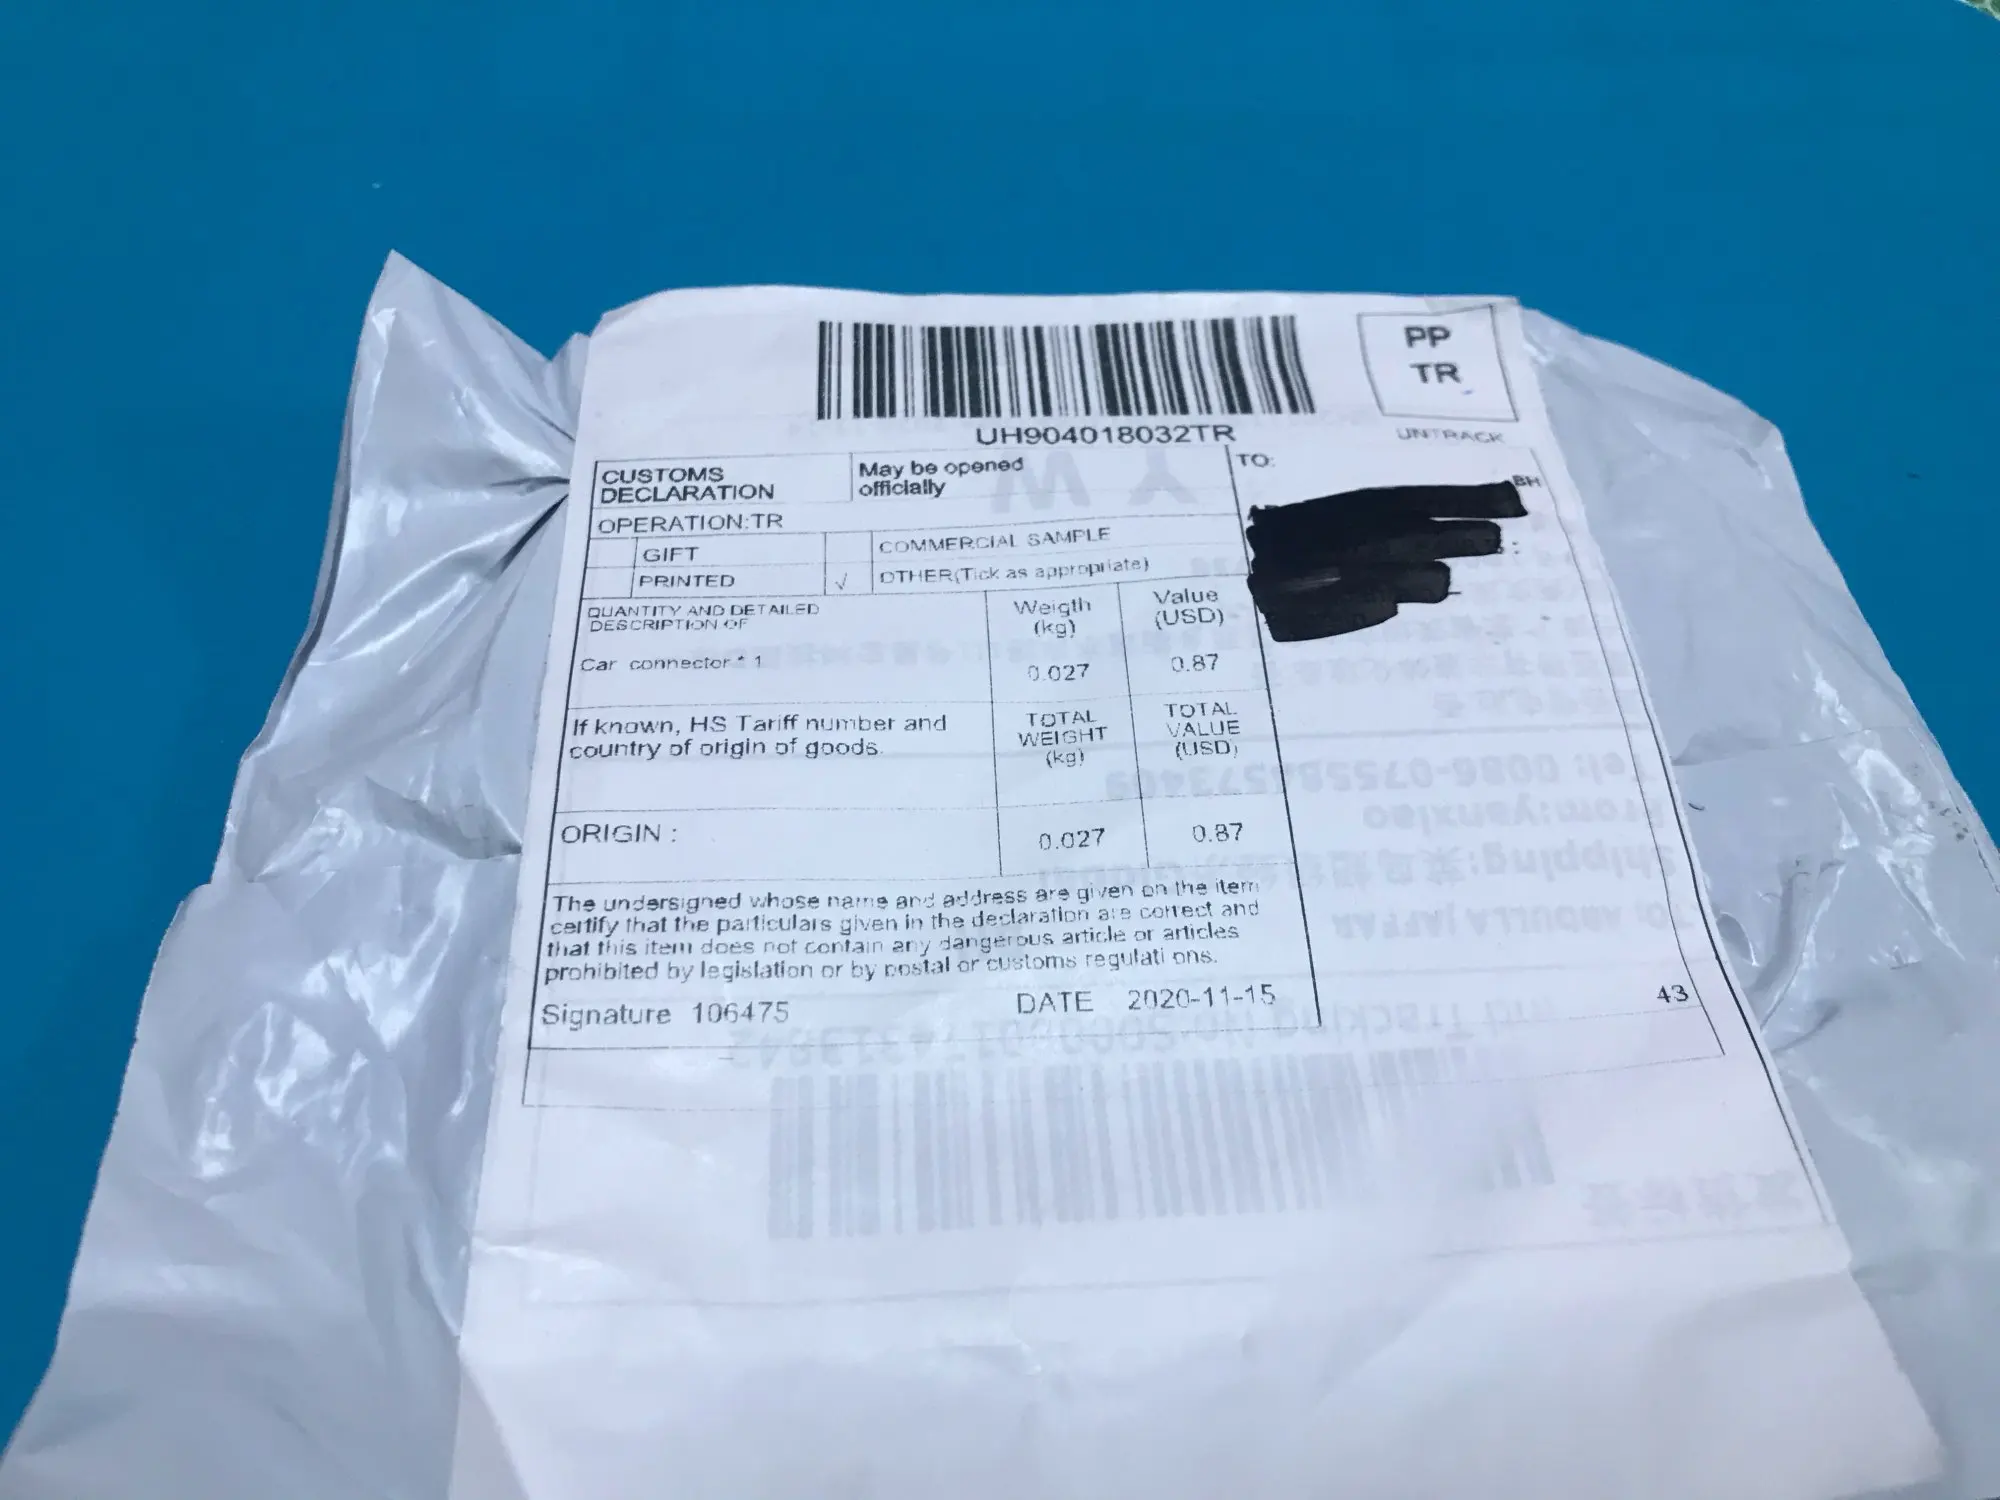 PP
TR
UH904018032TR
UNTRACK
CUSTOMS
DECLARATION
May be opened
officially
TO:
BH
OPERATION:TR
GIFT
COMMERCIAL SAMPLE
PRINTED
√
OTHER(Tick as appropriate)
QUANTITY AND DETAILED
DESCRIPTION OF
Weigth
(kg)
Value
(USD)
Car connector * 1
0.027
0.87
If known, HS Tariff number and
country of origin of goods.
TOTAL
WEIGHT
(kg)
TOTAL
VALUE
(USD)
ORIGIN :
0.027
0.87
The undersigned whose name and address are given on the item
certify that the particulars given in the declaration are correct and
that this item does not contain any dangerous article or articles
prohibited by legislation or by postal or customs regulati ons.
Signature 106475
DATE 2020-11-15
43